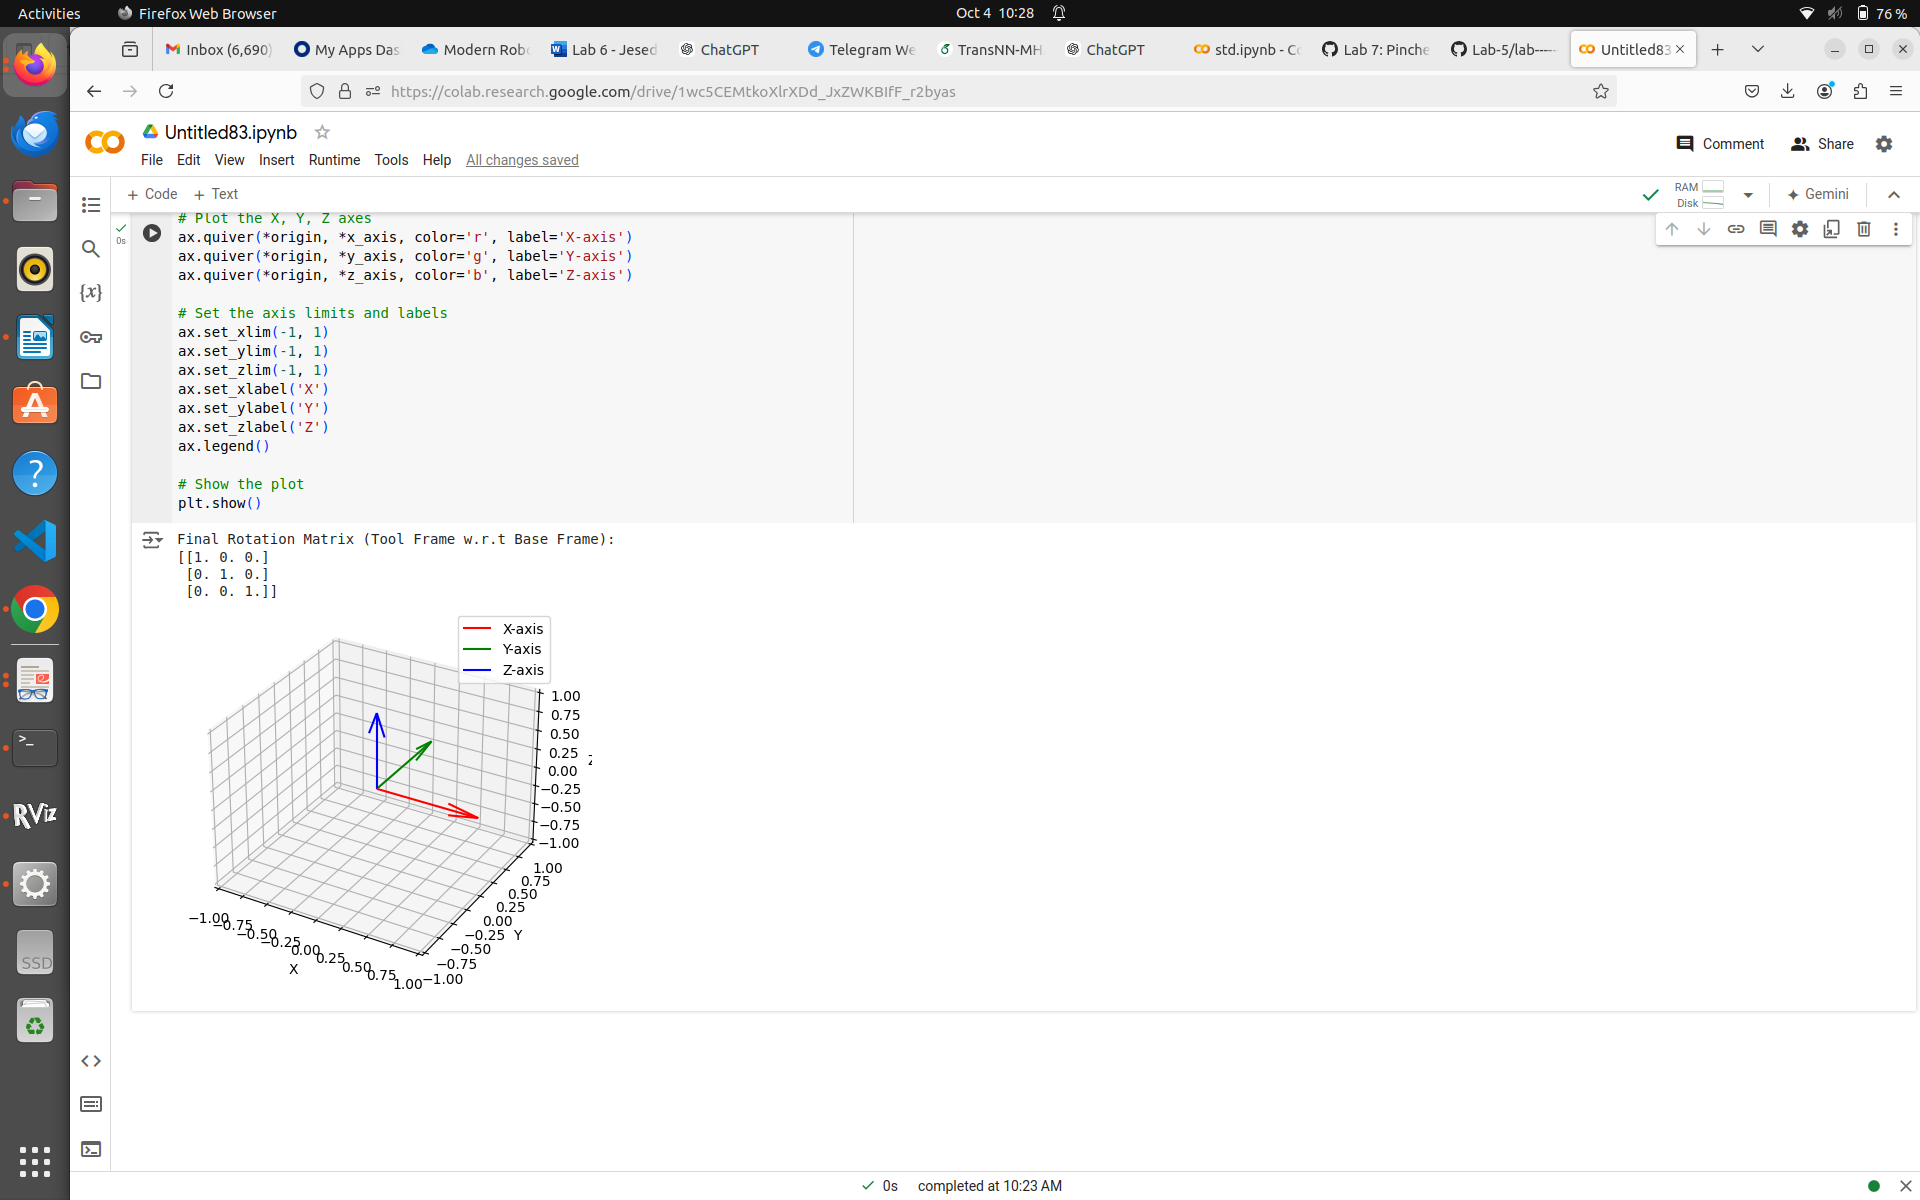 Activities
Firefox Web Browser
Oct 4 10:28
76 %
Inbox (6,690)
My Apps Das
Modern Rob
Lab 6 - Jesed
ChatGPT
Telegram We
TransNN-MH
ChatGPT
std.ipynb - Co
Lab 7: Pinche
Lab-5/lab-----
Untitled83
https://colab.research.google.com/drive/1wc5CEMtkoXlrXDd_JxZWKBIfF_r2byas
Untitled83.ipynb
File Edit View Insert Runtime Tools Help All changes saved
Comment
Share
+ Code + Text
RAM
Disk
Gemini
0s
# Plot the X, Y, Z axes
ax.quiver(*origin, *x_axis, color='r', label='X-axis')
ax.quiver(*origin, *y_axis, color='g', label='Y-axis')
ax.quiver(*origin, *z_axis, color='b', label='Z-axis')
# Set the axis limits and labels
ax.set_xlim(-1, 1)
ax.set_ylim(-1, 1)
ax.set_zlim(-1, 1)
ax.set_xlabel('X')
ax.set_ylabel('Y')
ax.set_zlabel('Z')
ax.legend()
# Show the plot
plt.show()
Final Rotation Matrix (Tool Frame w.r.t Base Frame):
[[1. 0. 0.]
[0. 1. 0.]
[0. 0. 1.]]
X-axis
Y-axis
Z-axis
1.00
0.75
0.50
0.25
0.00
−0.25
−0.50
−0.75
−1.00
1.00
0.75
0.50
0.25
0.00
−0.25
−0.50
−0.75
−1.00
Y
−1.00
−0.75
−0.50
−0.25
0.00
0.25
0.50
0.75
1.00
X
{x}
RViz
SSD
0s completed at 10:23 AM